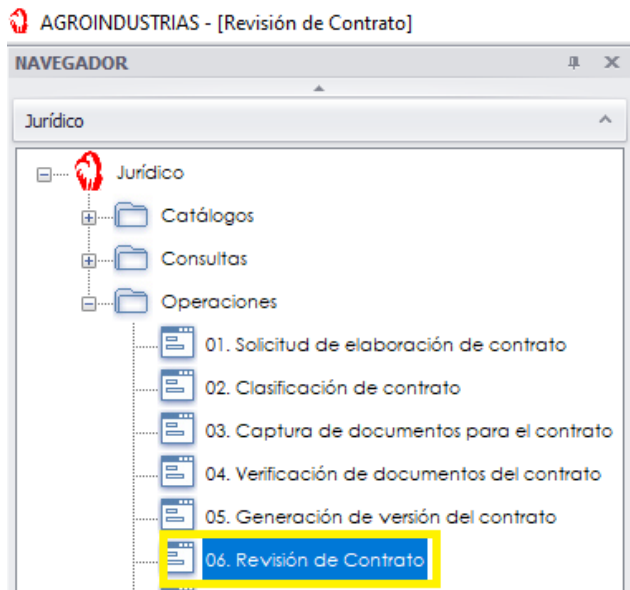 AGROINDUSTRIAS - [Revisión de Contrato]
NAVEGADOR
Jurídico
Jurídico
Catálogos
Consultas
Operaciones
01. Solicitud de elaboración de contrato
02. Clasificación de contrato
03. Captura de documentos para el contrato
04. Verificación de documentos del contrato
05. Generación de versión del contrato
06. Revisión de Contrato